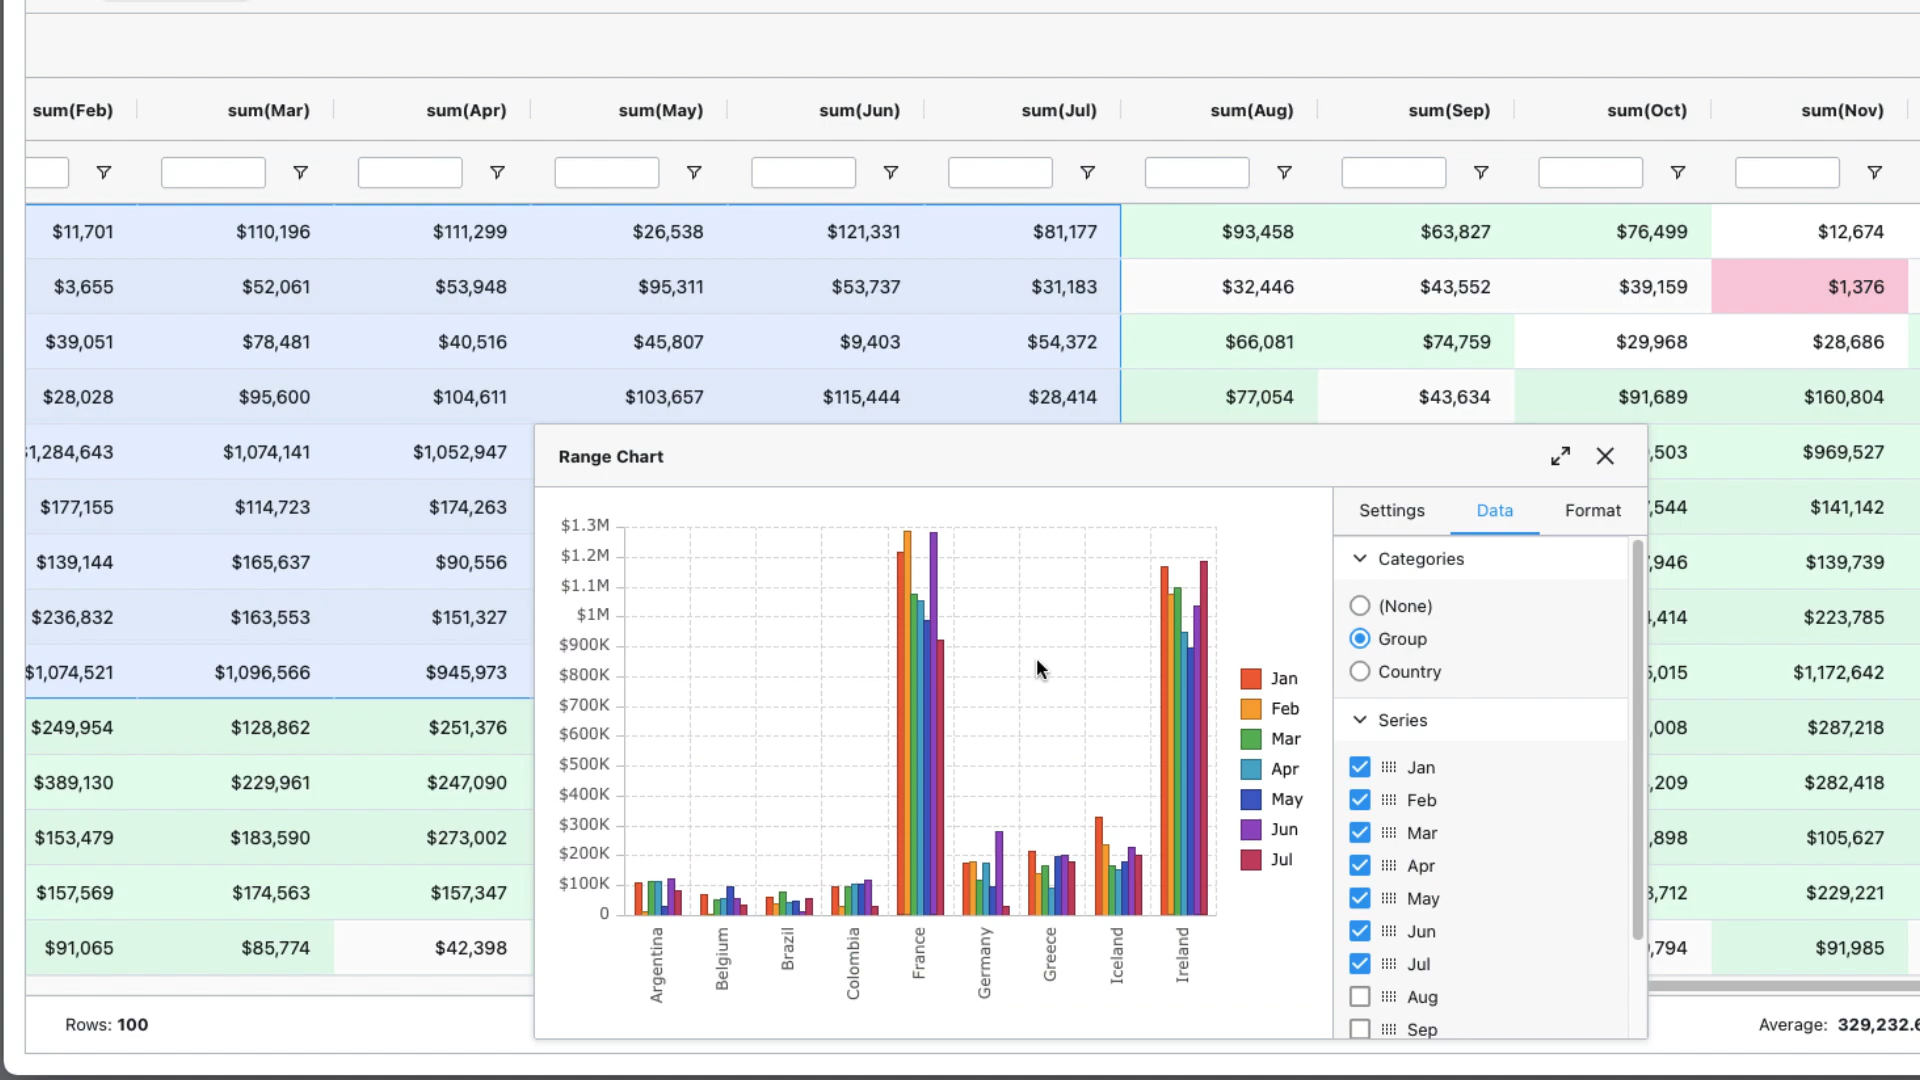 sum(Feb) sum(Mar) sum(Apr) sum(May) sum(Jun) sum(Jul) sum(Aug) sum(Sep) sum(Oct) sum(Nov)
$11,701 $110,196 $111,299 $26,538 $121,331 $81,177 $93,458 $63,827 $76,499 $12,674
$3,655 $52,061 $53,948 $95,311 $53,737 $31,183 $32,446 $43,552 $39,159 $1,376
$39,051 $78,481 $40,516 $45,807 $9,403 $54,372 $66,081 $74,759 $29,968 $28,686
$28,028 $95,600 $104,611 $103,657 $115,444 $28,414 $77,054 $43,634 $91,689 $160,804
$1,284,643 $1,074,141 $1,052,947 ,503 $969,527
$177,155 $114,723 $174,263 ,544 $141,142
$139,144 $165,637 $90,556 ,946 $139,739
$236,832 $163,553 $151,327 ,414 $223,785
$1,074,521 $1,096,566 $945,973 ,015 $1,172,642
$249,954 $128,862 $251,376 ,008 $287,218
$389,130 $229,961 $247,090 ,209 $282,418
$153,479 $183,590 $273,002 ,898 $105,627
$157,569 $174,563 $157,347 ,712 $229,221
$91,065 $85,774 $42,398 ,794 $91,985
Rows: 100
Average: 329,232.6
Range Chart
Settings Data Format
$1.3M
$1.2M
$1.1M
$1M
$900K
$800K
$700K
$600K
$500K
$400K
$300K
$200K
$100K
0
Argentina
Belgium
Brazil
Colombia
France
Germany
Greece
Iceland
Ireland
Jan
Feb
Mar
Apr
May
Jun
Jul
Categories
(None)
Group
Country
Series
Jan
Feb
Mar
Apr
May
Jun
Jul
Aug
Sep